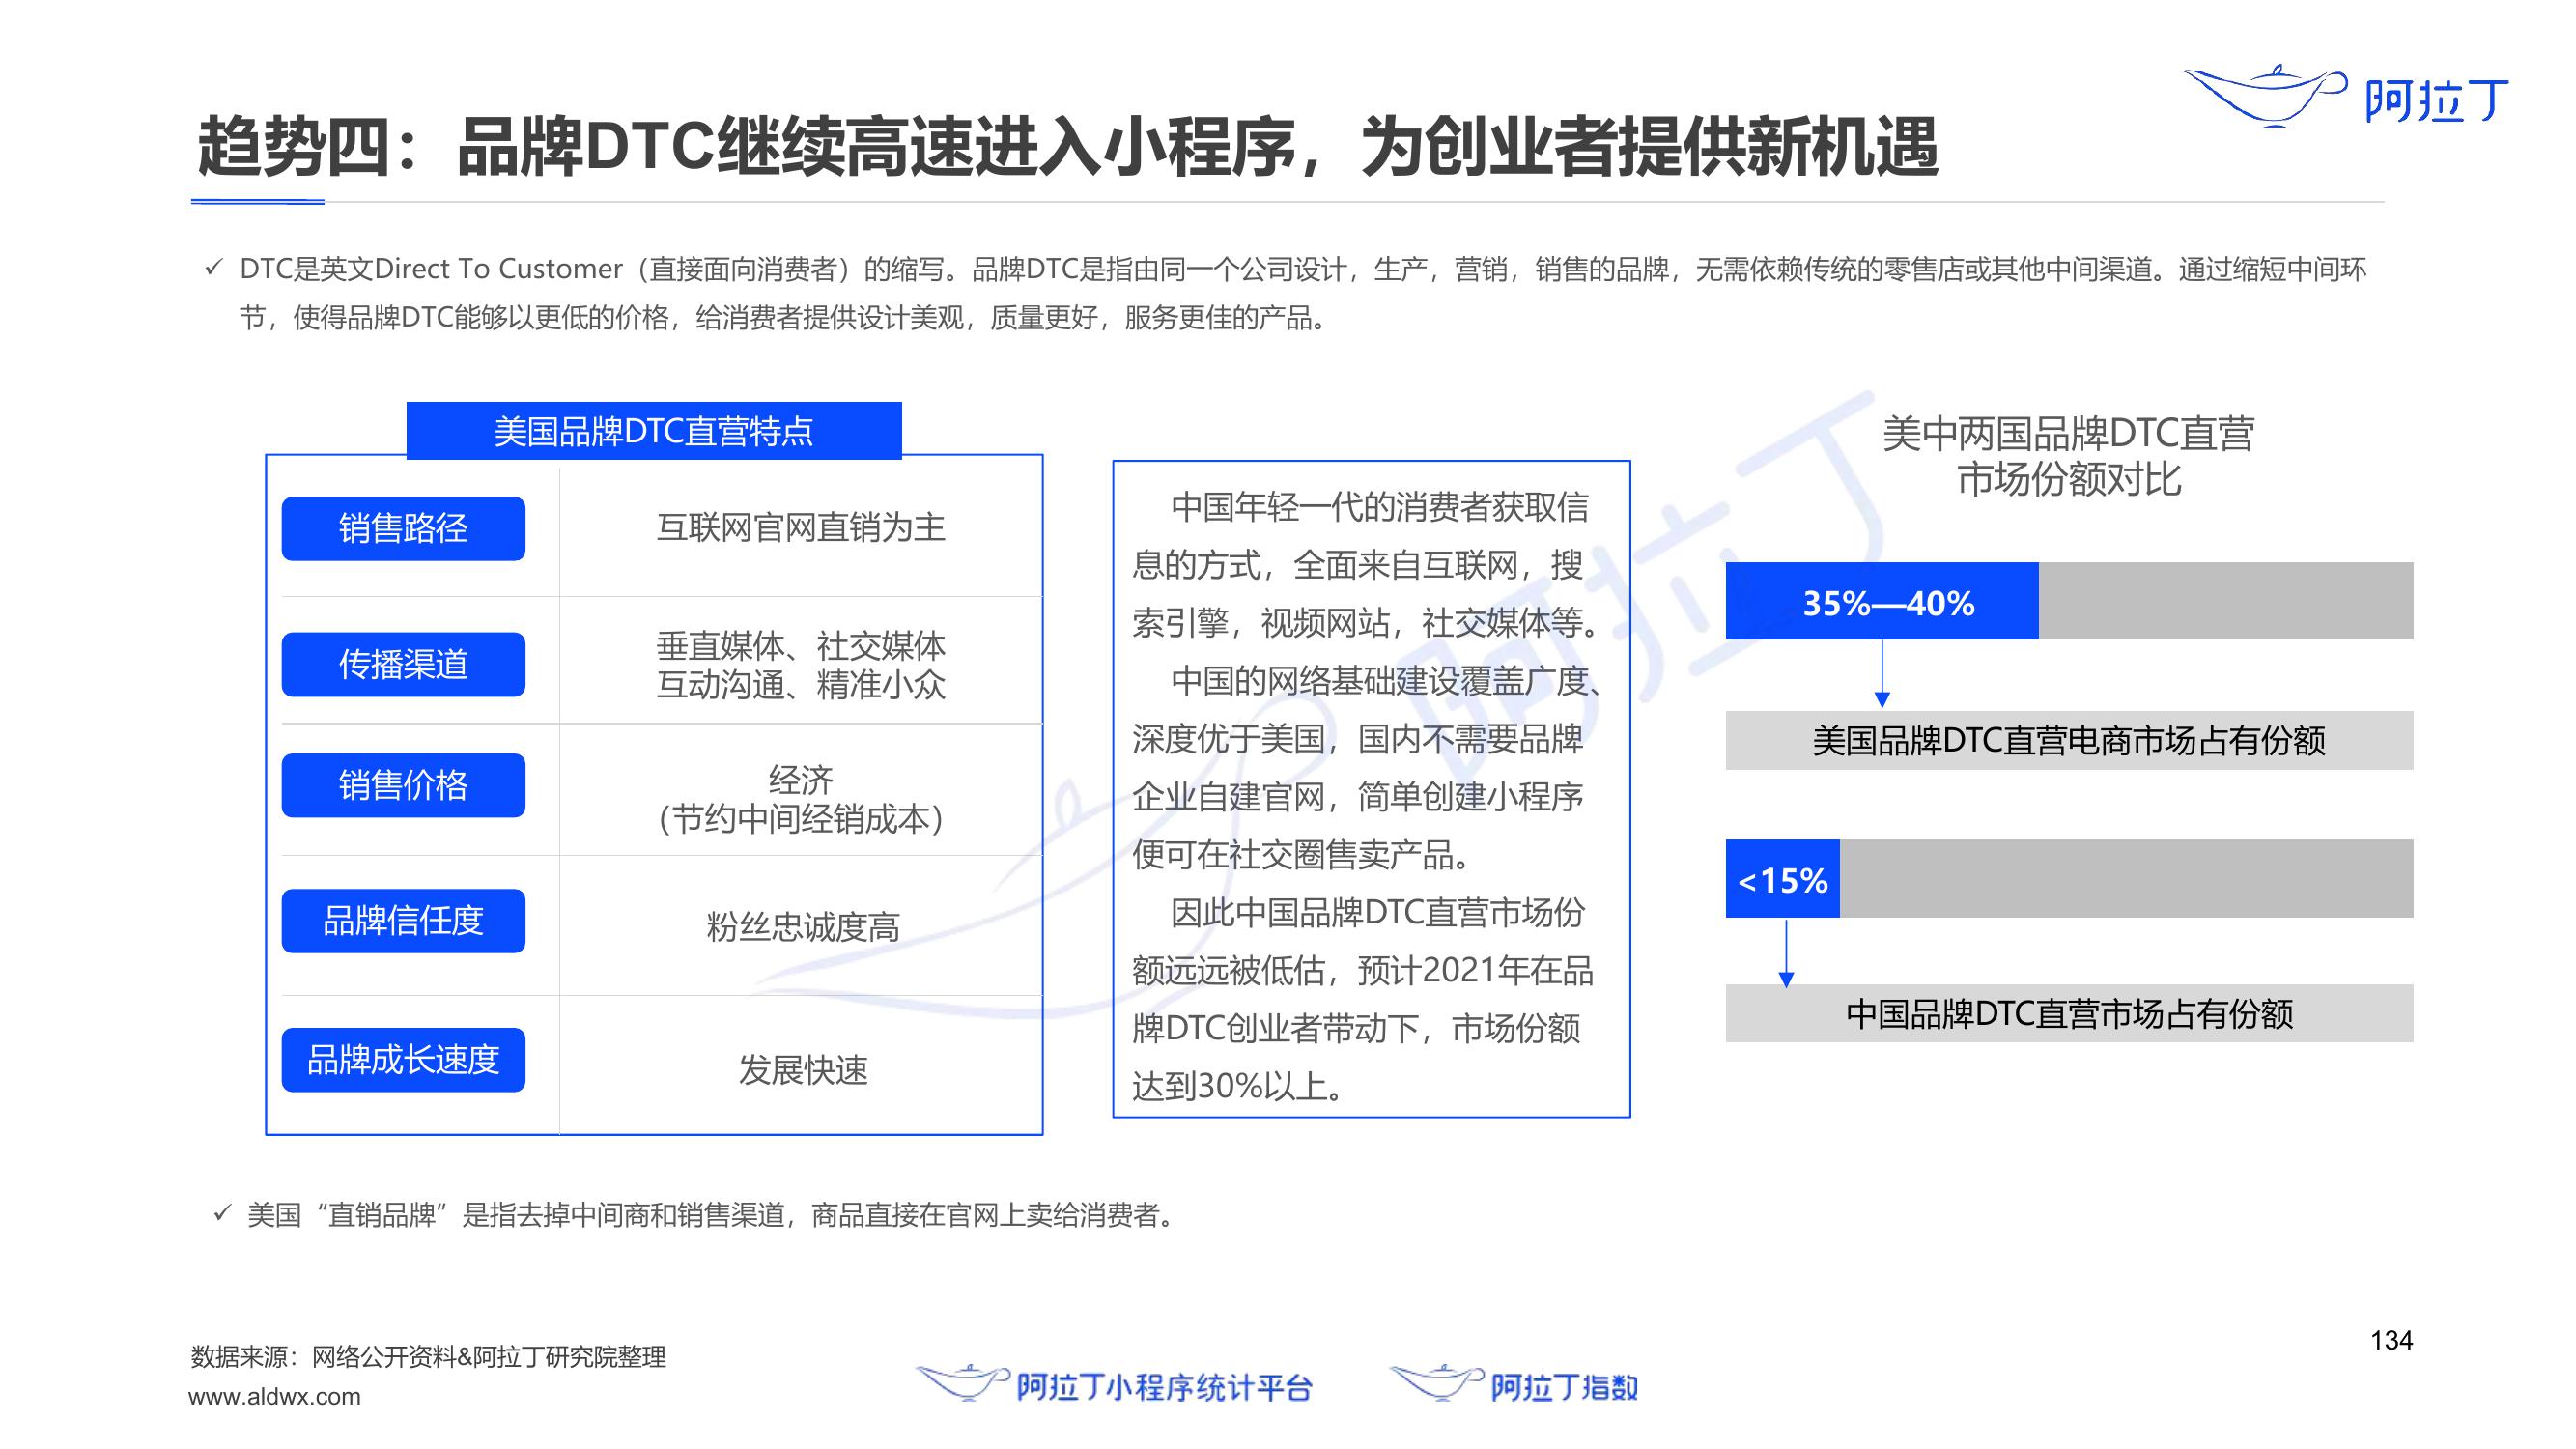 阿拉丁
趋势四：品牌DTC继续高速进入小程序，为创业者提供新机遇
✓ DTC是英文Direct To Customer（直接面向消费者）的缩写。品牌DTC是指由同一个公司设计，生产，营销，销售的品牌，无需依赖传统的零售店或其他中间渠道。通过缩短中间环
节，使得品牌DTC能够以更低的价格，给消费者提供设计美观，质量更好，服务更佳的产品。
美国品牌DTC直营特点
销售路径
互联网官网直销为主
传播渠道
垂直媒体、社交媒体
互动沟通、精准小众
销售价格
经济
（节约中间经销成本）
品牌信任度
粉丝忠诚度高
品牌成长速度
发展快速
中国年轻一代的消费者获取信
息的方式，全面来自互联网，搜
索引擎，视频网站，社交媒体等。
中国的网络基础建设覆盖广度、
深度优于美国，国内不需要品牌
企业自建官网，简单创建小程序
便可在社交圈售卖产品。
因此中国品牌DTC直营市场份
额远远被低估，预计2021年在品
牌DTC创业者带动下，市场份额
达到30%以上。
美中两国品牌DTC直营
市场份额对比
35%—40%
美国品牌DTC直营电商市场占有份额
<15%
中国品牌DTC直营市场占有份额
阿拉丁
✓ 美国“直销品牌”是指去掉中间商和销售渠道，商品直接在官网上卖给消费者。
数据来源：网络公开资料&阿拉丁研究院整理
www.aldwx.com
阿拉丁小程序统计平台
阿拉丁指数
134